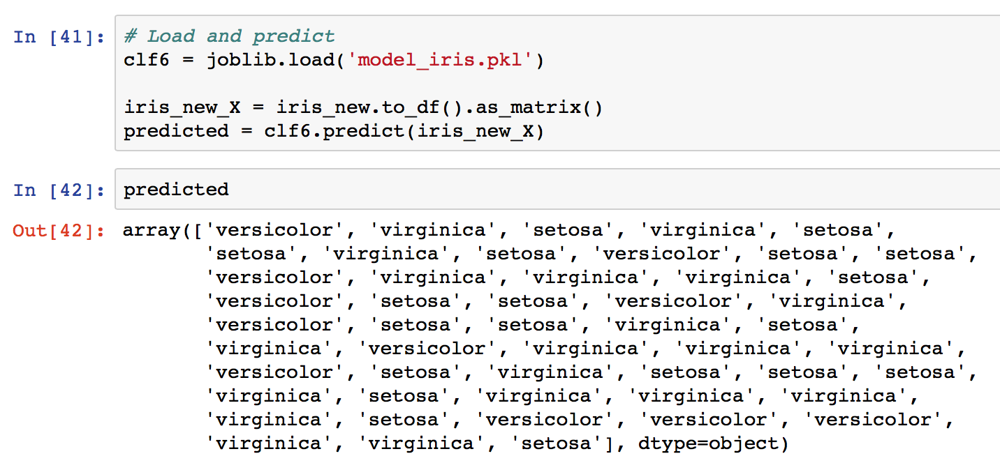 In [41]: # Load and predict
clf6 = joblib.load('model_iris.pkl')
iris_new_X = iris_new.to_df().as_matrix()
predicted = clf6.predict(iris_new_X)
In [42]: predicted
Out[42]: array(['versicolor', 'virginica', 'setosa', 'virginica', 'setosa',
'setosa', 'virginica', 'setosa', 'versicolor', 'setosa', 'setosa',
'versicolor', 'virginica', 'virginica', 'virginica', 'setosa',
'versicolor', 'setosa', 'setosa', 'versicolor', 'virginica',
'versicolor', 'setosa', 'setosa', 'virginica', 'setosa',
'virginica', 'versicolor', 'virginica', 'virginica', 'virginica',
'versicolor', 'setosa', 'virginica', 'setosa', 'setosa', 'setosa',
'virginica', 'setosa', 'virginica', 'virginica', 'virginica',
'virginica', 'setosa', 'versicolor', 'versicolor', 'versicolor',
'virginica', 'virginica', 'setosa'], dtype=object)